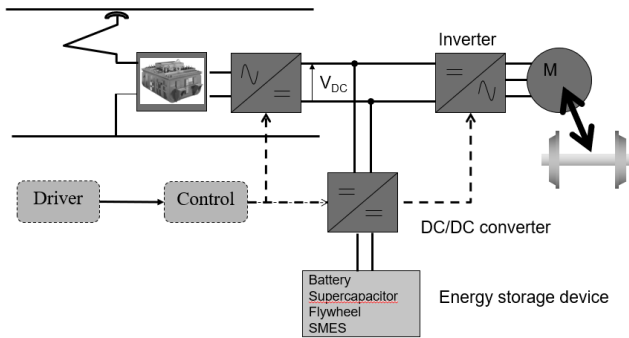 Inverter
M
V_DC
Driver
Control
DC/DC converter
Battery
Supercapacitor
Flywheel
SMES
Energy storage device